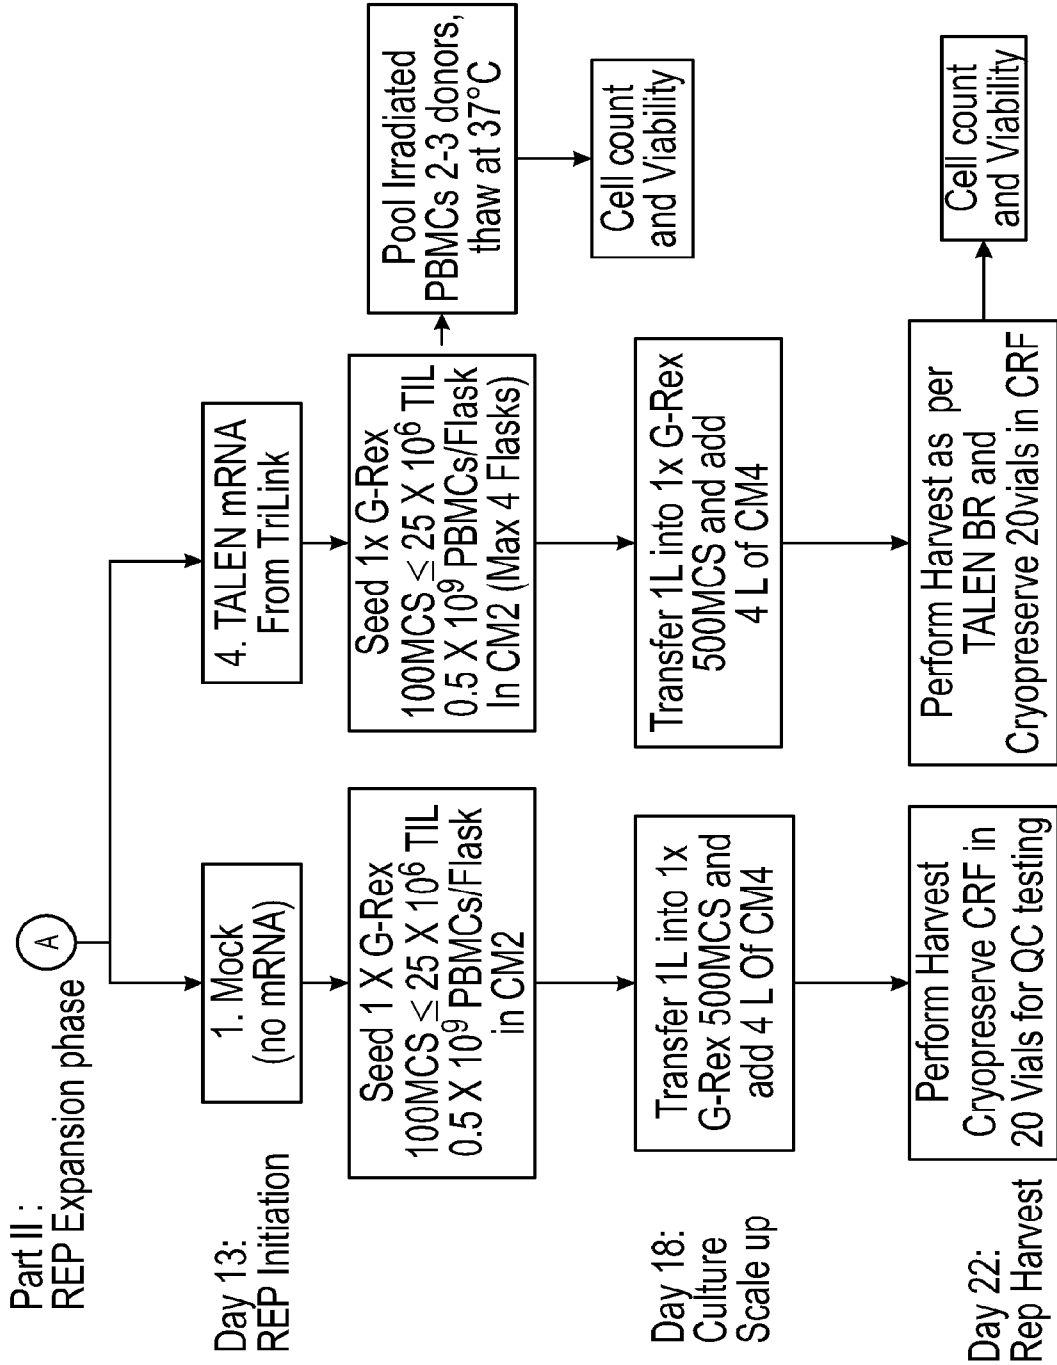 Part II :
REP Expansion phase
A
Day 13:
REP Initiation
1. Mock
(no mRNA)
4. TALEN mRNA
From TriLink
Seed 1 X G-Rex
100MCS ≤ 25 X 10⁶ TIL
0.5 X 10⁹ PBMCs/Flask
in CM2
Seed 1x G-Rex
100MCS ≤ 25 X 10⁶ TIL
0.5 X 10⁹ PBMCs/Flask
In CM2 (Max 4 Flasks)
Pool Irradiated
PBMCs 2-3 donors,
thaw at 37°C
Cell count
and Viability
Day 18:
Culture
Scale up
Transfer 1L into 1x
G-Rex 500MCS and
add 4 L Of CM4
Transfer 1L into 1x G-Rex
500MCS and add
4 L of CM4
Day 22:
Rep Harvest
Perform Harvest
Cryopreserve CRF in
20 Vials for QC testing
Perform Harvest as per
TALEN BR and
Cryopreserve 20vials in CRF
Cell count
and Viability